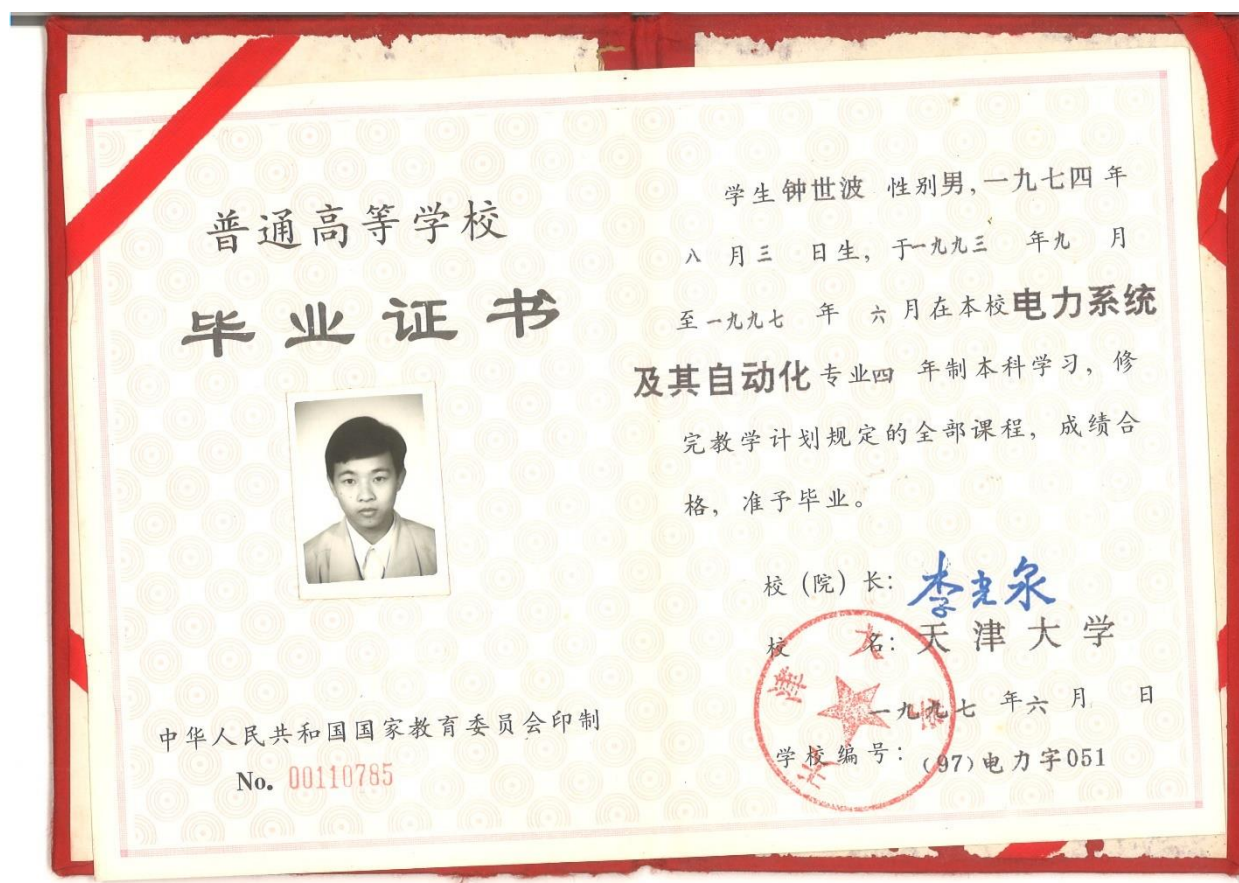 普通高等学校
毕业证书
中华人民共和国国家教育委员会印制
No. 00110785
学生钟世波 性别男,一九七四年
八 月三 日生, 于一九九三 年九 月
至一九九七 年 六月在本校电力系统
及其自动化专业四 年制本科学习, 修
完教学计划规定的全部课程, 成绩合
格, 准予毕业。
校(院)长: 李光泉
校 名: 天津大学
一九九七 年六 月 日
学校编号: (97)电力字051
天津大学